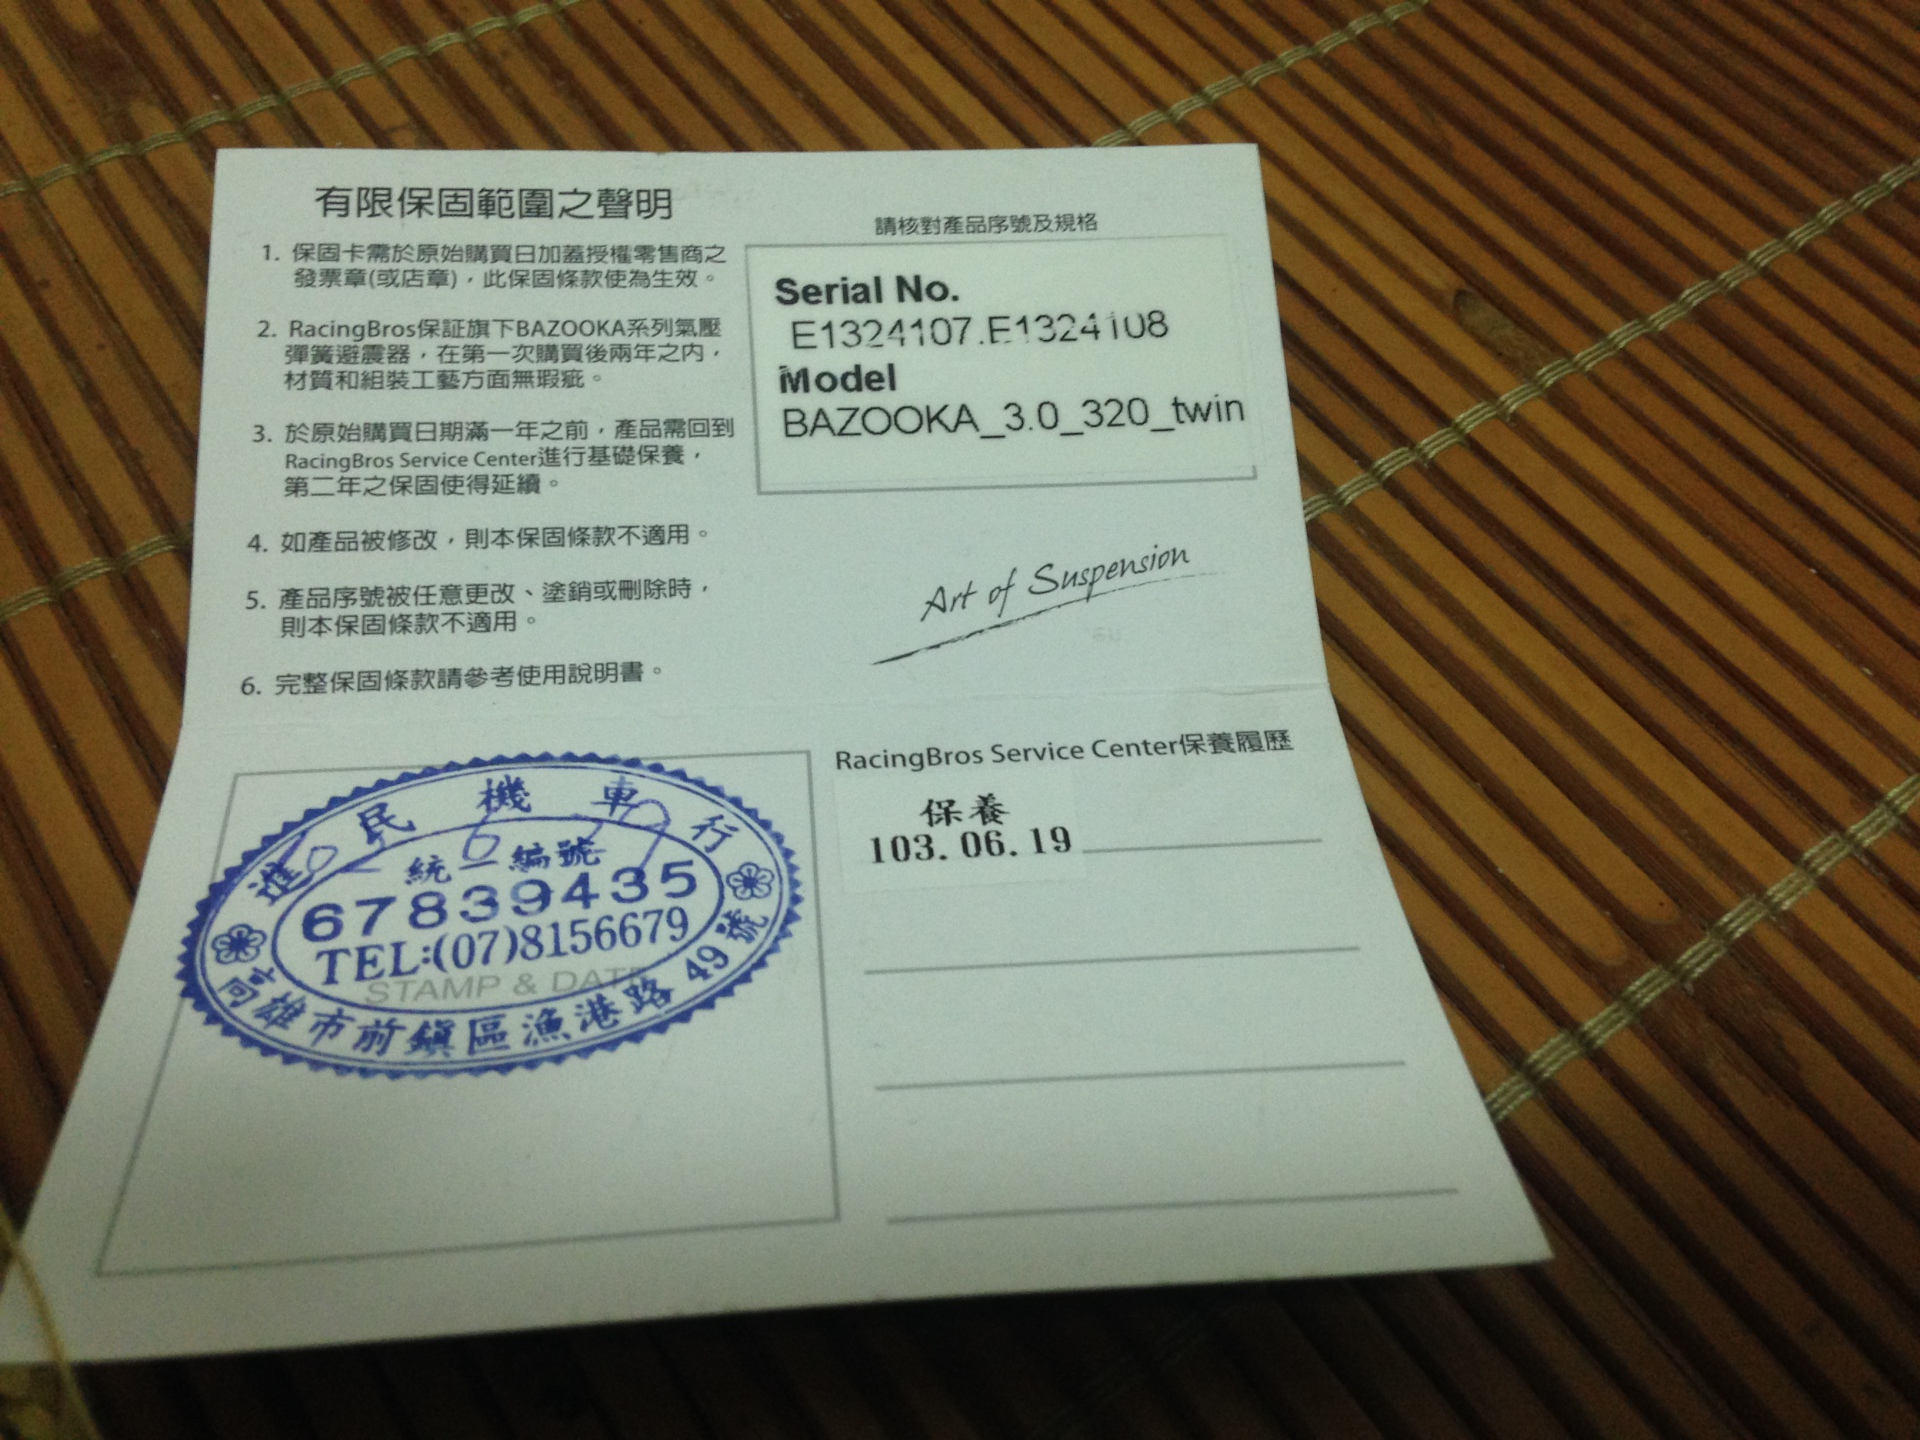 有限保固範圍之聲明
1. 保固卡需於原始購買日加蓋授權零售商之
發票章(或店章)，此保固條款使為生效。
2. RacingBros保証旗下BAZOOKA系列氣壓
彈簧避震器，在第一次購買後兩年之內，
材質和組裝工藝方面無瑕疵。
3. 於原始購買日期滿一年之前，產品需回到
RacingBros Service Center進行基礎保養，
第二年之保固使得延續。
4. 如產品被修改，則本保固條款不適用。
5. 產品序號被任意更改、塗銷或刪除時，
則本保固條款不適用。
6. 完整保固條款請參考使用說明書。
請核對產品序號及規格
Serial No.
E1324107.E1324108
Model
BAZOOKA_3.0_320_twin
Art of Suspension
進民機車行
統一編號
67839435
TEL:(07)8156679
STAMP & DATE
高雄市前鎮區漁港路49號
RacingBros Service Center保養履歷
保養
103.06.19